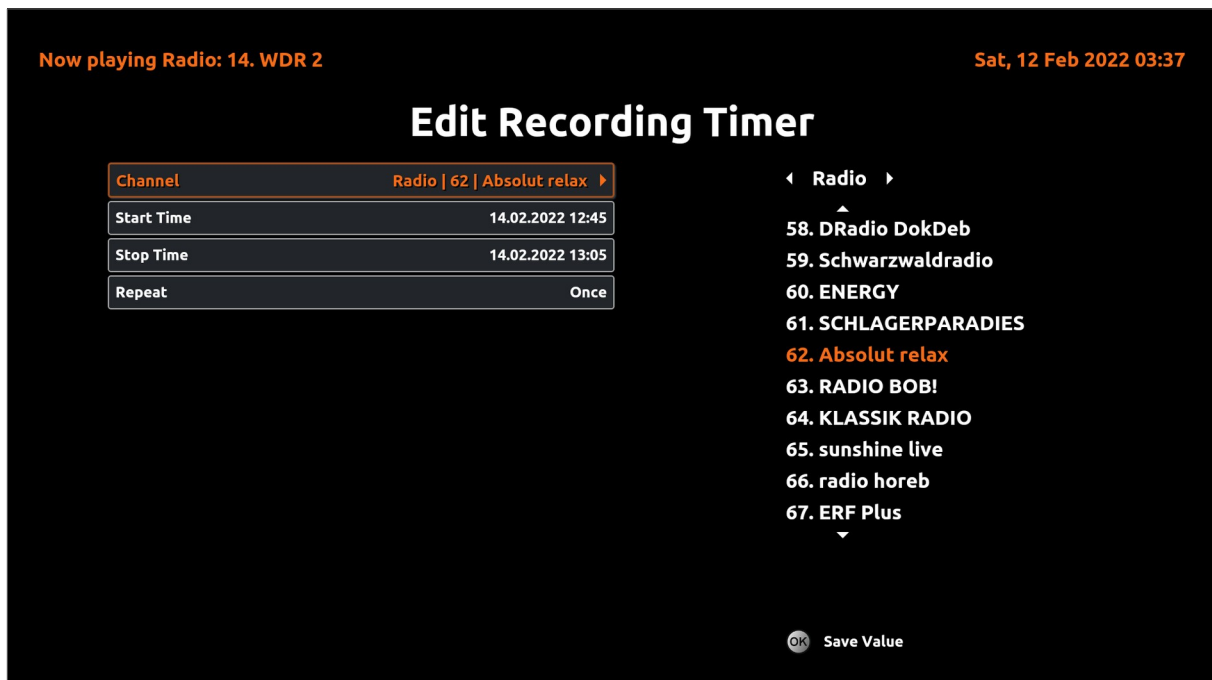 Now playing Radio: 14. WDR 2
Sat, 12 Feb 2022 03:37
Edit Recording Timer
Channel Radio | 62 | Absolut relax
Start Time 14.02.2022 12:45
Stop Time 14.02.2022 13:05
Repeat Once
Radio
58. DRadio DokDeb
59. Schwarzwaldradio
60. ENERGY
61. SCHLAGERPARADIES
62. Absolut relax
63. RADIO BOB!
64. KLASSIK RADIO
65. sunshine live
66. radio horeb
67. ERF Plus
OK Save Value